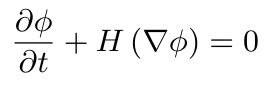 ∂ϕ/∂t + H (∇ϕ) = 0